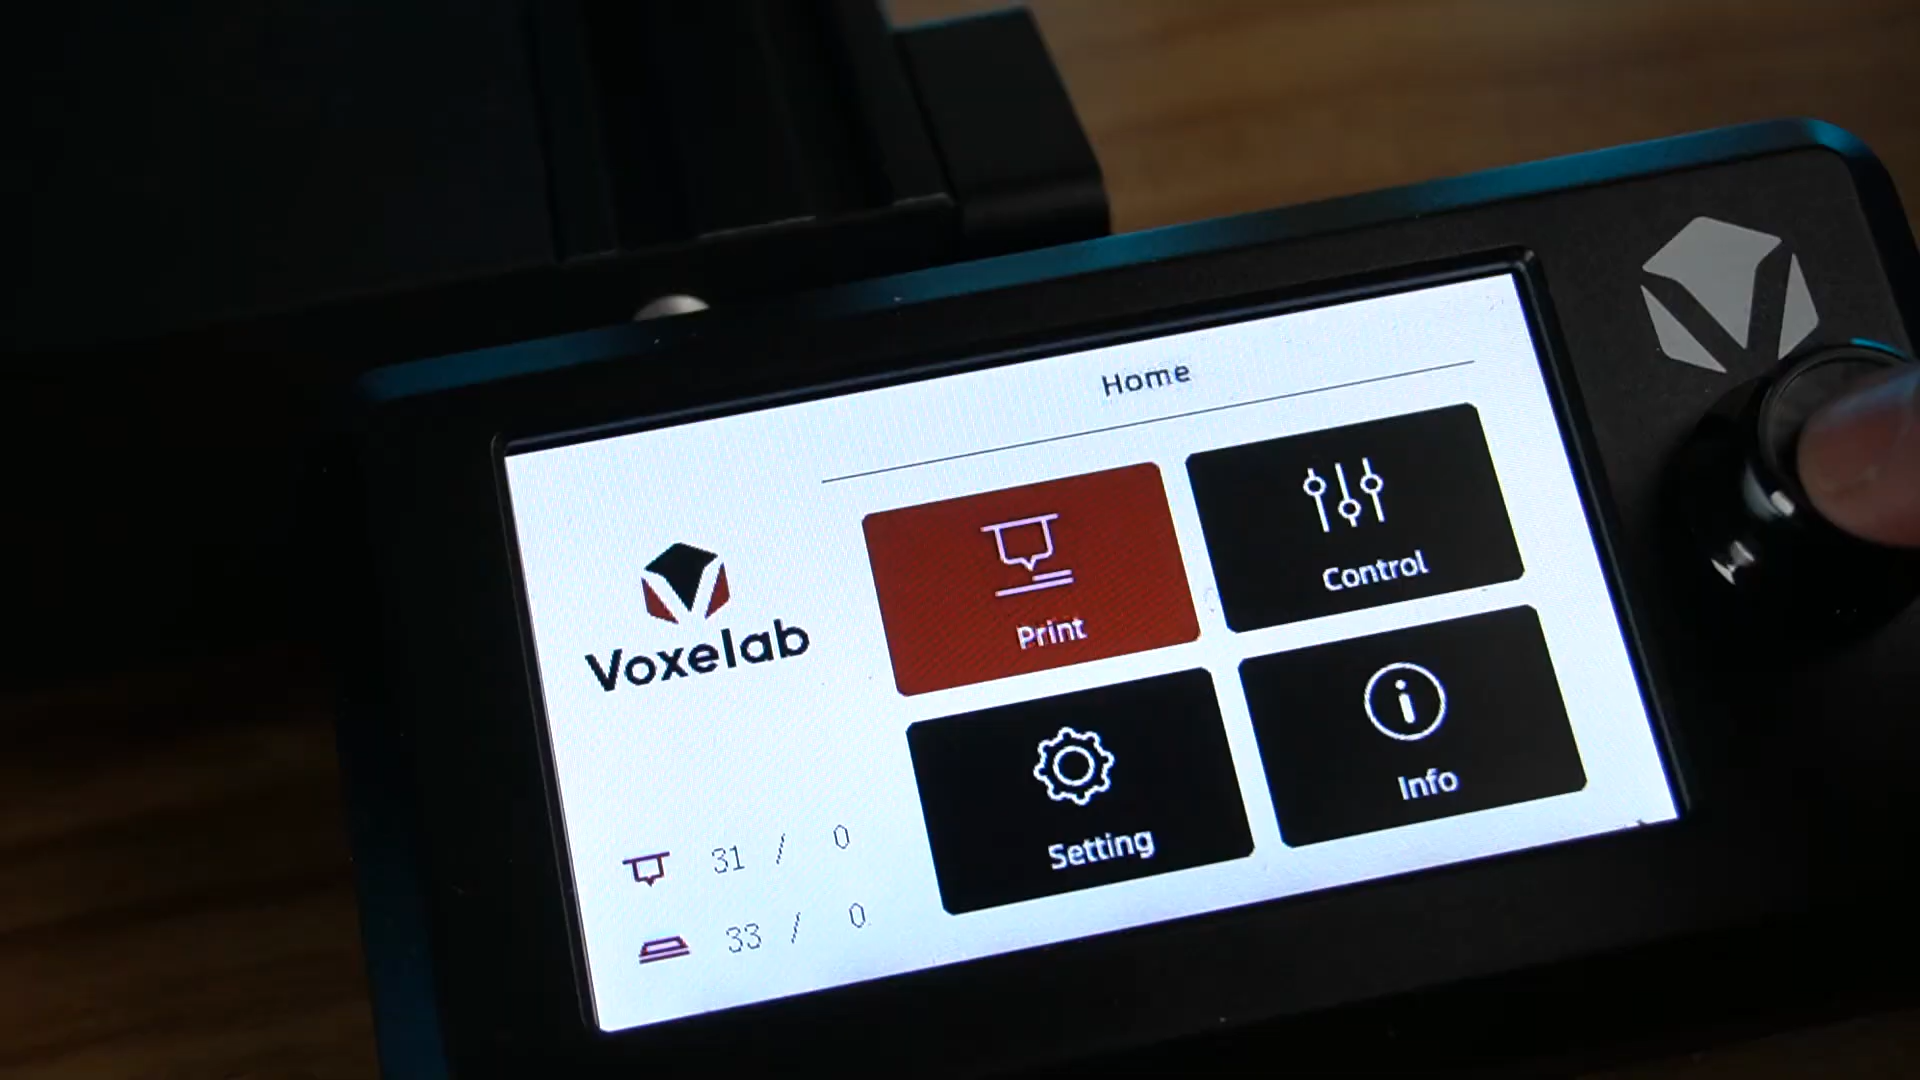 Home
Voxelab
Print
Control
Setting
Info
31 / 0
33 / 0